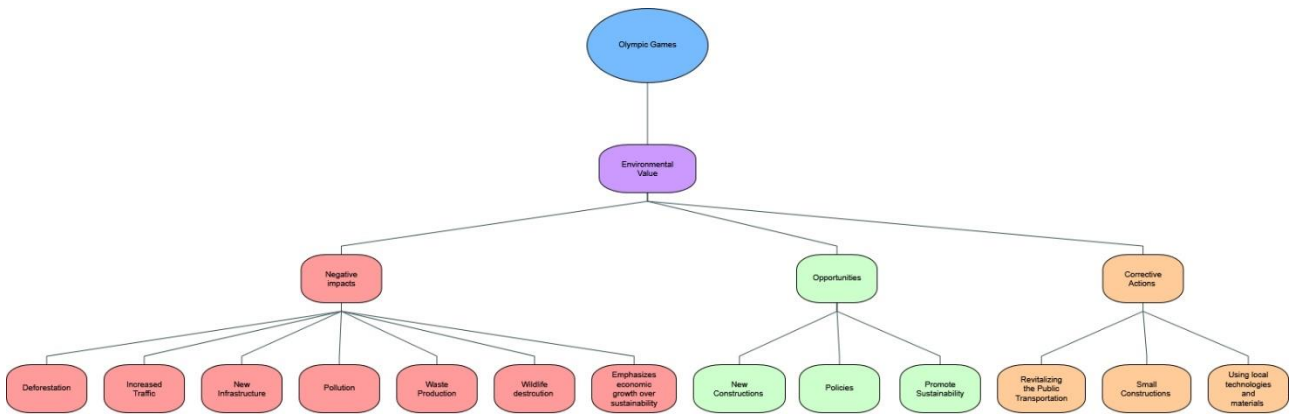 Olympic Games
Environmental
Value
Negative
impacts
Opportunities
Corrective
Actions
Deforestation
Increased
Traffic
New
Infrastructure
Pollution
Waste
Production
Wildlife
destrcution
Emphasizes
economic
growth over
sustainability
New
Constructions
Policies
Promote
Sustainability
Revitalizing
the Public
Transportation
Small
Constructions
Using local
technologies
and
materials